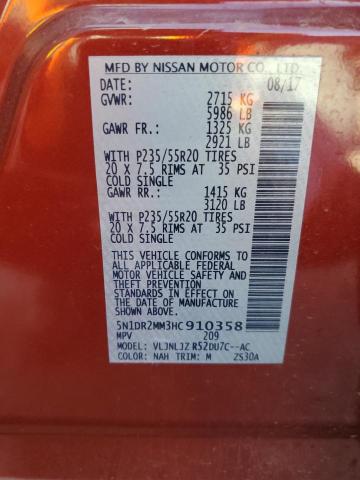 MFD BY NISSAN MOTOR CO., LTD.
DATE: 08/17
GVWR: 2715 KG
5986 LB
GAWR FR.: 1325 KG
2921 LB
WITH P235/55R20 TIRES
20 X 7.5 RIMS AT 35 PSI
COLD SINGLE
GAWR RR.: 1415 KG
3120 LB
WITH P235/55R20 TIRES
20 X 7.5 RIMS AT 35 PSI
COLD SINGLE
THIS VEHICLE CONFORMS
TO ALL APPLICABLE FEDERAL
MOTOR VEHICLE SAFETY AND
THEFT PREVENTION
STANDARDS IN EFFECT ON
THE DATE OF MANUFACTURE
SHOWN ABOVE.
5N1DR2MM3HC910358
MPV 209
MODEL: VLJNLJZ R52DU7C--AC
COLOR: NAH TRIM: M ZS30A